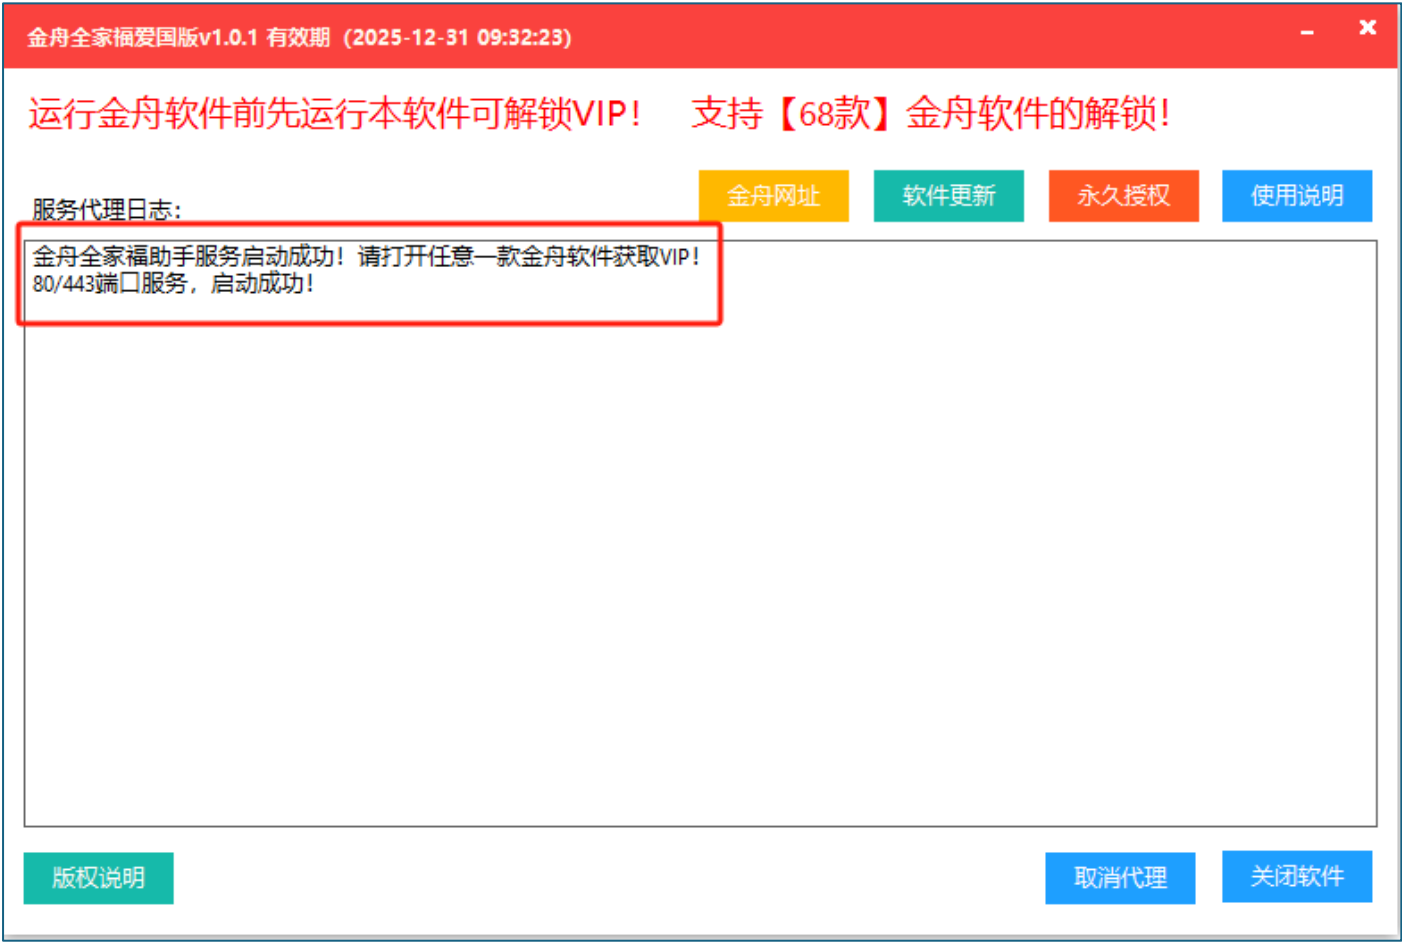 金舟全家福爱国版v1.0.1 有效期（2025-12-31 09:32:23）
运行金舟软件前先运行本软件可解锁VIP！ 支持【68款】金舟软件的解锁！
金舟网址 软件更新 永久授权 使用说明
服务代理日志：
金舟全家福助手服务启动成功！请打开任意一款金舟软件获取VIP！
80/443端口服务，启动成功！
版权说明 取消代理 关闭软件